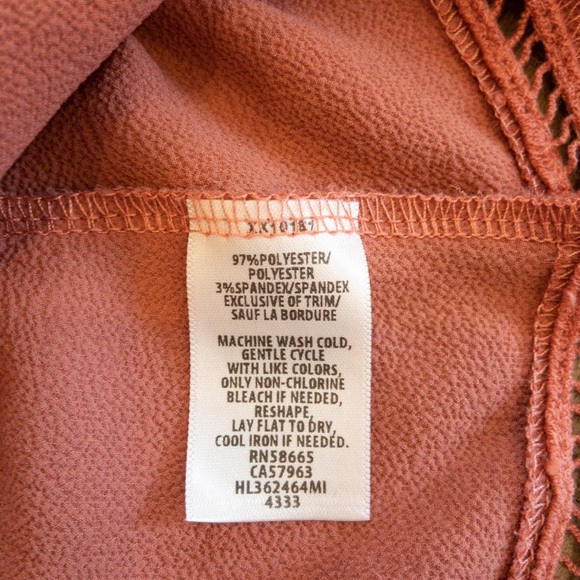 97%POLYESTER/
POLYESTER
3%SPANDEX/SPANDEX
EXCLUSIVE OF TRIM/
SAUF LA BORDURE
MACHINE WASH COLD,
GENTLE CYCLE
WITH LIKE COLORS,
ONLY NON-CHLORINE
BLEACH IF NEEDED,
RESHAPE,
LAY FLAT TO DRY,
COOL IRON IF NEEDED.
RN58665
CA57963
HL362464MI
4333